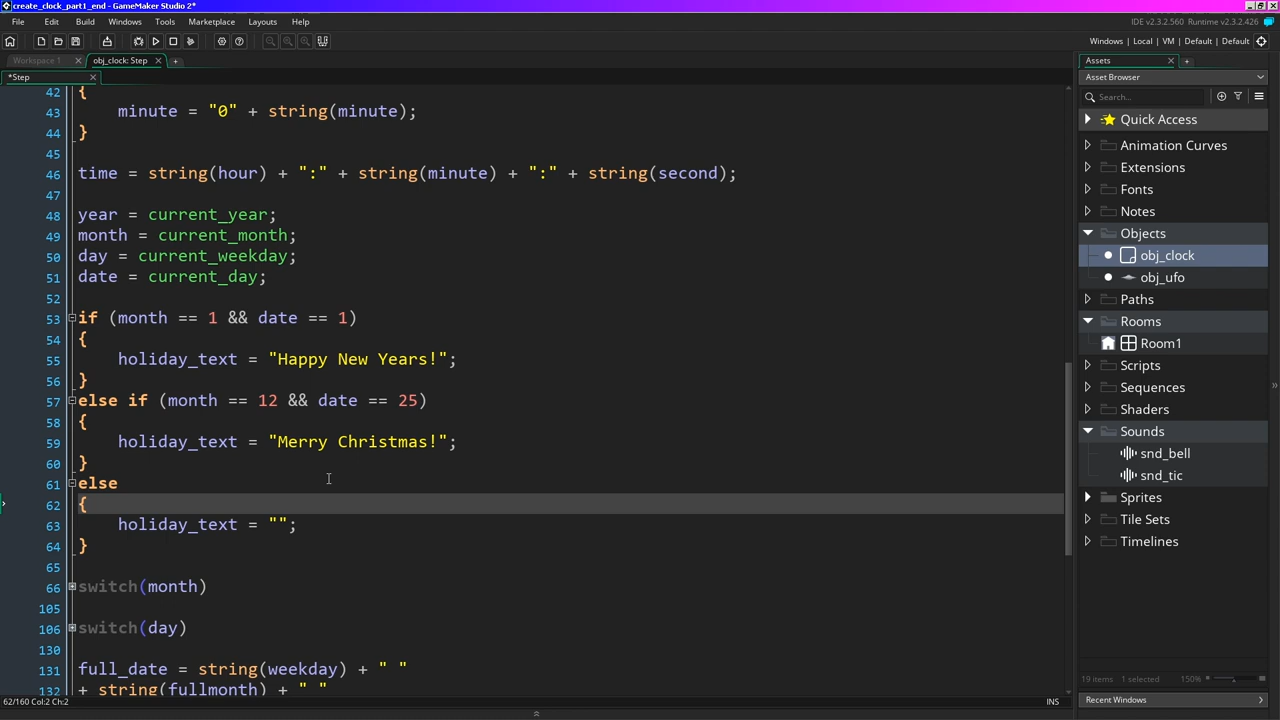 create_clock_part1_end - GameMaker Studio 2*
File Edit Build Windows Tools Marketplace Layouts Help
IDE v2.3.2.560 Runtime v2.3.2.426
Windows | Local | VM | Default | Default
Workspace 1 obj_clock: Step
*Step
42 {
43 minute = "0" + string(minute);
44 }
45
46 time = string(hour) + ":" + string(minute) + ":" + string(second);
47
48 year = current_year;
49 month = current_month;
50 day = current_weekday;
51 date = current_day;
52
53 if (month == 1 && date == 1)
54 {
55 holiday_text = "Happy New Years!";
56 }
57 else if (month == 12 && date == 25)
58 {
59 holiday_text = "Merry Christmas!";
60 }
61 else
62 {
63 holiday_text = "";
64 }
65
66 switch(month)
105
106 switch(day)
130
131 full_date = string(weekday) + " "
132 + string(fullmonth) + " "
62/160 Col:2 Ch:2
INS
Assets
Asset Browser
Search...
Quick Access
Animation Curves
Extensions
Fonts
Notes
Objects
obj_clock
obj_ufo
Paths
Rooms
Room1
Scripts
Sequences
Shaders
Sounds
snd_bell
snd_tic
Sprites
Tile Sets
Timelines
19 items 1 selected 150%
Recent Windows